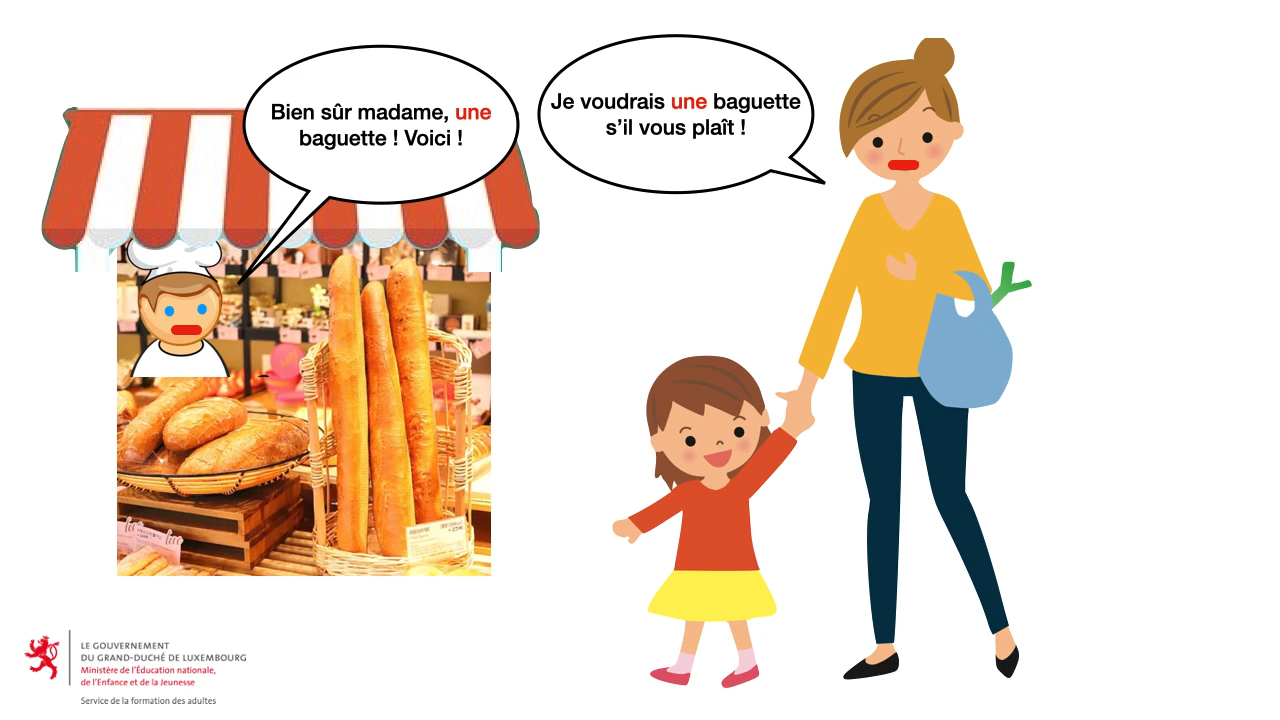 Bien sûr madame, une
baguette ! Voici !
Je voudrais une baguette
s’il vous plaît !
LE GOUVERNEMENT
DU GRAND-DUCHÉ DE LUXEMBOURG
Ministère de l’Éducation nationale,
de l’Enfance et de la Jeunesse
Service de la formation des adultes